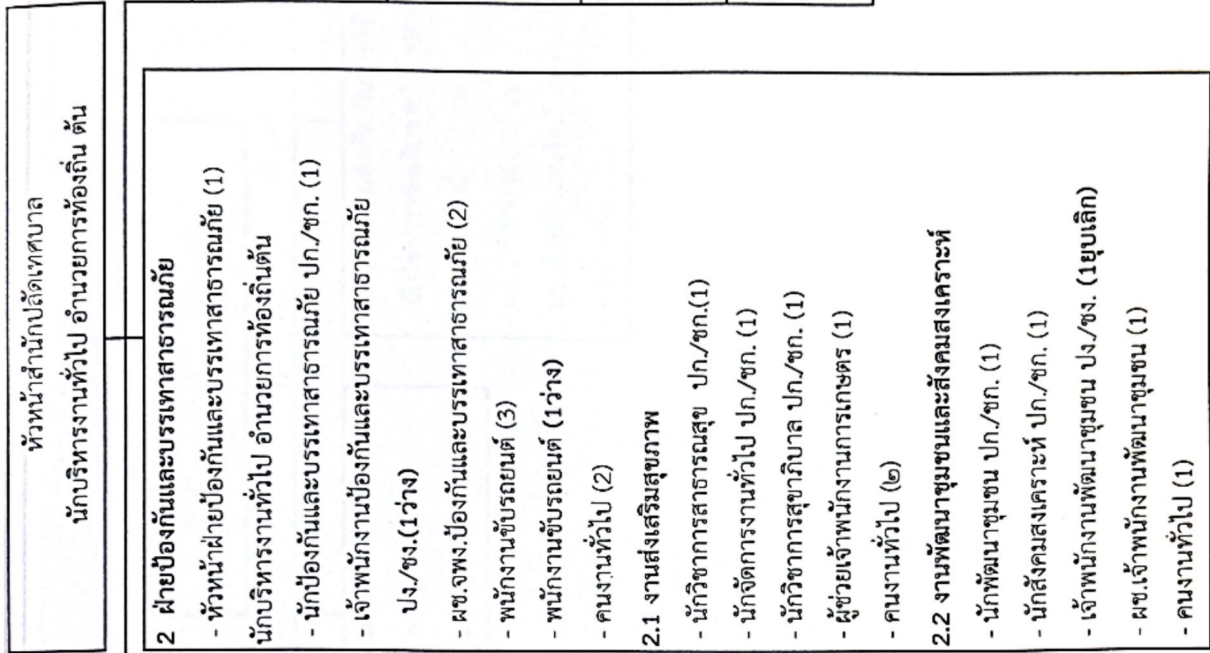 หัวหน้าสำนักปลัดเทศบาล
นักบริหารงานทั่วไป อำนวยการท้องถิ่น ต้น
2 ฝ่ายป้องกันและบรรเทาสาธารณภัย
- หัวหน้าฝ่ายป้องกันและบรรเทาสาธารณภัย (1)
นักบริหารงานทั่วไป อำนวยการท้องถิ่นต้น
- นักป้องกันและบรรเทาสาธารณภัย ปก./ชก. (1)
- เจ้าพนักงานป้องกันและบรรเทาสาธารณภัย
ปง./ชง.(1ว่าง)
- ผช.จพง.ป้องกันและบรรเทาสาธารณภัย (2)
- พนักงานขับรถยนต์ (3)
- พนักงานขับรถยนต์ (1ว่าง)
- คนงานทั่วไป (2)
2.1 งานส่งเสริมสุขภาพ
- นักวิชาการสาธารณสุข ปก./ชก.(1)
- นักจัดการงานทั่วไป ปก./ชก. (1)
- นักวิชาการสุขาภิบาล ปก./ชก. (1)
- ผู้ช่วยเจ้าพนักงานการเกษตร (1)
- คนงานทั่วไป (๒)
2.2 งานพัฒนาชุมชนและสังคมสงเคราะห์
- นักพัฒนาชุมชน ปก./ชก. (1)
- นักสังคมสงเคราะห์ ปก./ชก. (1)
- เจ้าพนักงานพัฒนาชุมชน ปง./ชง. (1ยุบเลิก)
- ผช.เจ้าพนักงานพัฒนาชุมชน (1)
- คนงานทั่วไป (1)